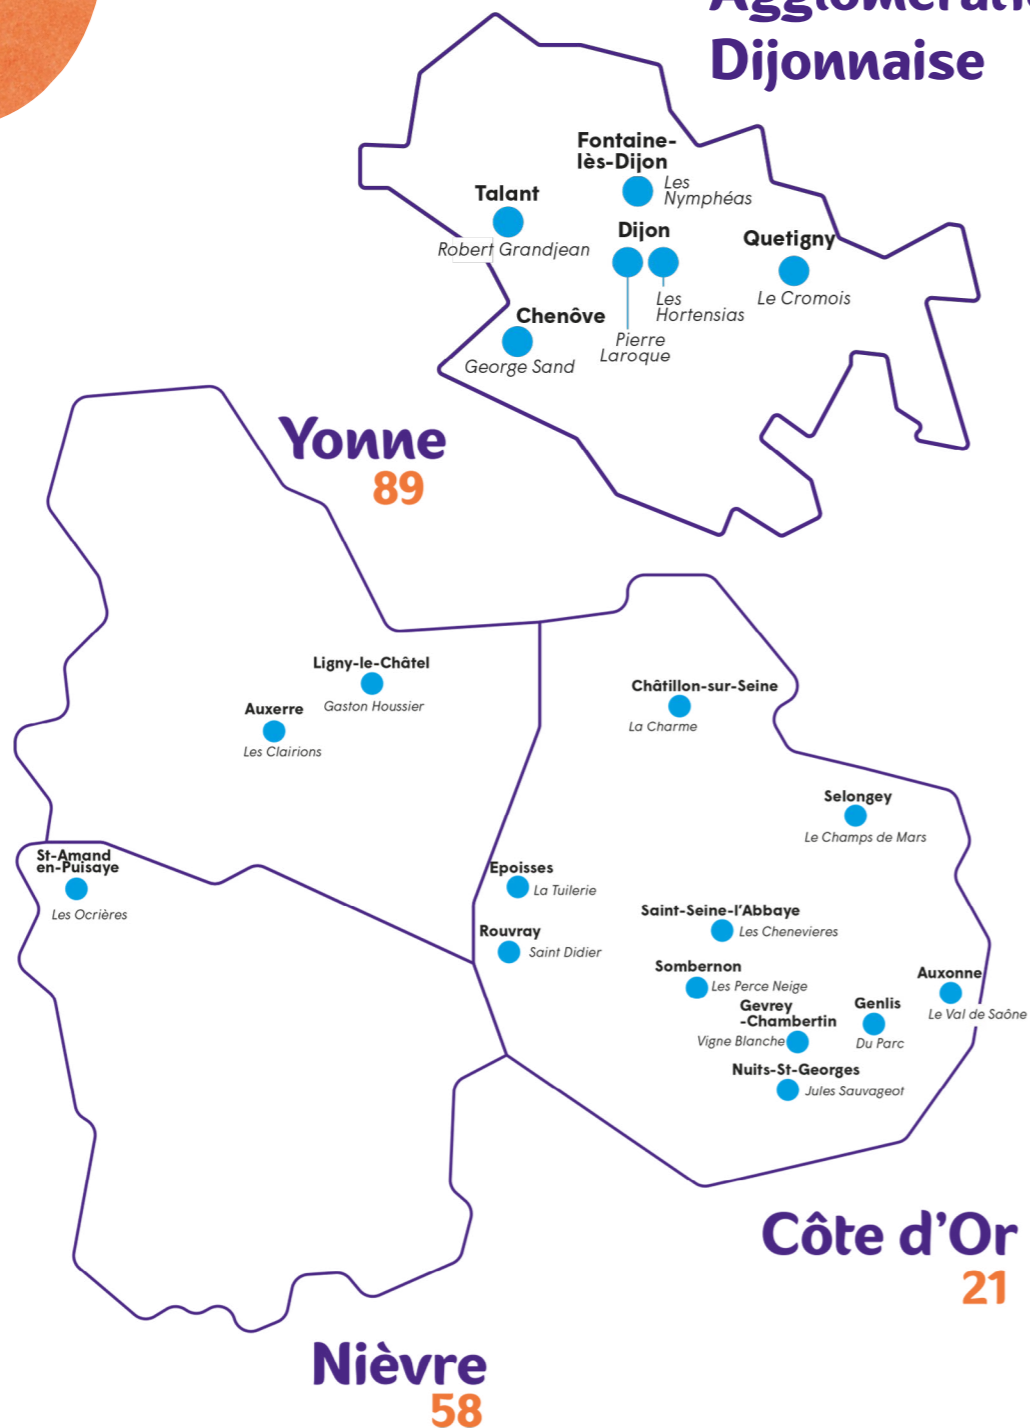 Agglomération
Dijonnaise
Fontaine-
lès-Dijon
Les
Nymphéas
Talant
Robert Grandjean
Dijon
Quetigny
Le Cromois
Les
Hortensias
Chenôve
George Sand
Pierre
Laroque
Yonne
89
Ligny-le-Châtel
Gaston Houssier
Auxerre
Les Clairions
Châtillon-sur-Seine
La Charme
Selongey
Le Champs de Mars
St-Amand
en-Puisaye
Les Ocrières
Epoisses
La Tuilerie
Saint-Seine-l'Abbaye
Les Chenevieres
Rouvray
Saint Didier
Sombernon
Les Perce Neige
Auxonne
Le Val de Saône
Gevrey
-Chambertin
Vigne Blanche
Genlis
Du Parc
Nuits-St-Georges
Jules Sauvageot
Côte d'Or
21
Nièvre
58